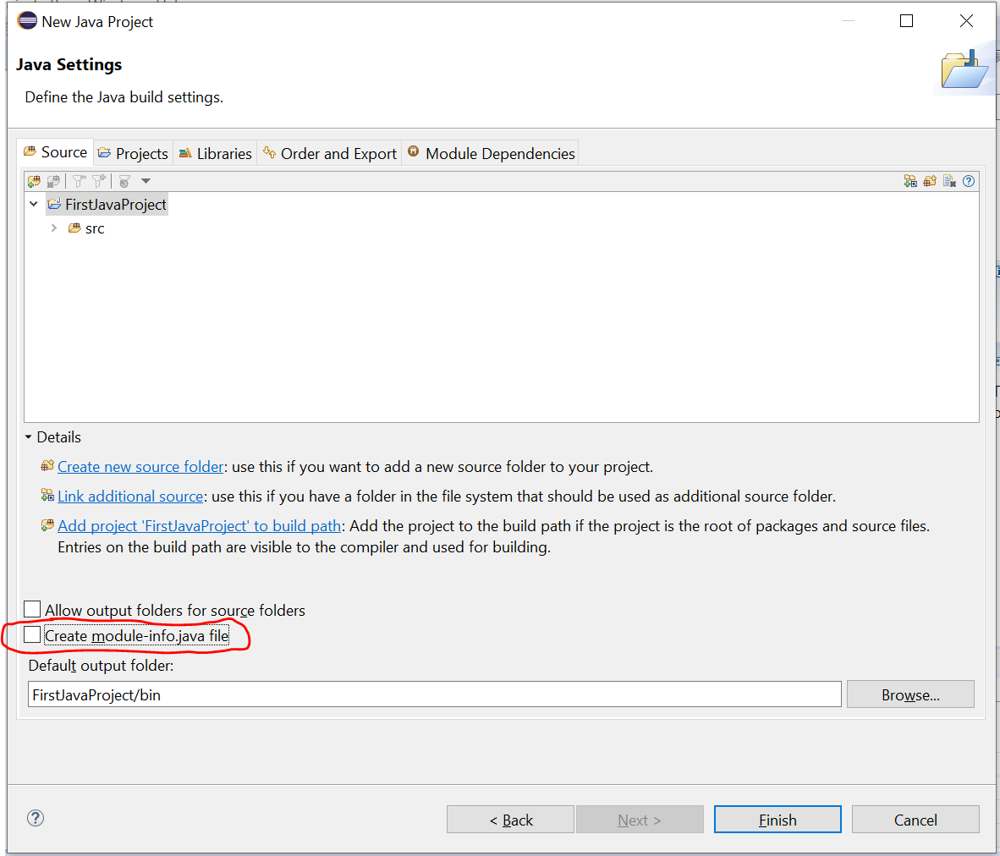 New Java Project
Java Settings
Define the Java build settings.
Source Projects Libraries Order and Export Module Dependencies
FirstJavaProject
src
Details
Create new source folder: use this if you want to add a new source folder to your project.
Link additional source: use this if you have a folder in the file system that should be used as additional source folder.
Add project 'FirstJavaProject' to build path: Add the project to the build path if the project is the root of packages and source files.
Entries on the build path are visible to the compiler and used for building.
Allow output folders for source folders
Create module-info.java file
Default output folder:
FirstJavaProject/bin Browse...
< Back Next > Finish Cancel